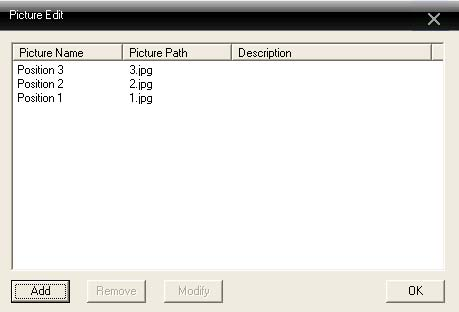 Picture Edit
Picture Name Picture Path Description
Position 3 3.jpg
Position 2 2.jpg
Position 1 1.jpg
Add Remove Modify OK